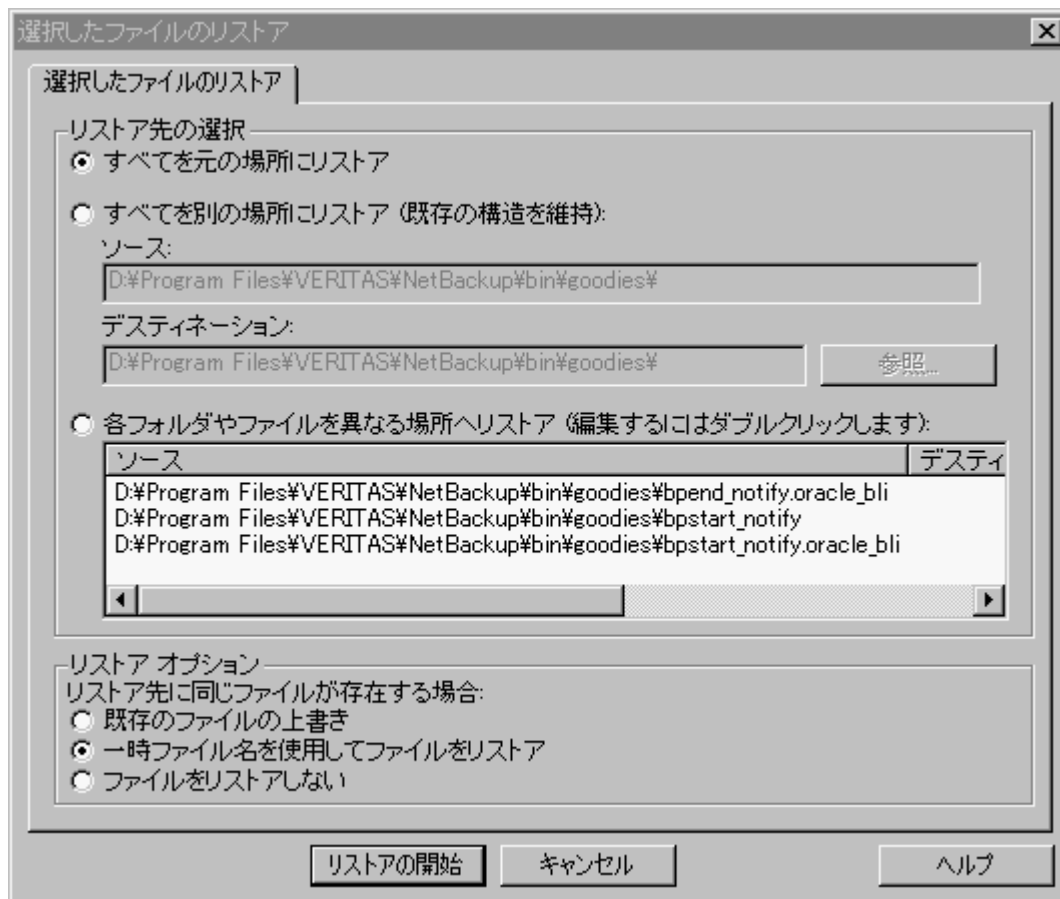 選択したファイルのリストア
選択したファイルのリストア
リストア先の選択
すべてを元の場所にリストア
すべてを別の場所にリストア (既存の構造を維持):
ソース:
D:¥Program Files¥VERITAS¥NetBackup¥bin¥goodies¥
デスティネーション:
D:¥Program Files¥VERITAS¥NetBackup¥bin¥goodies¥
参照...
各フォルダやファイルを異なる場所へリストア (編集するにはダブルクリックします):
ソース デスティ
D:¥Program Files¥VERITAS¥NetBackup¥bin¥goodies¥bpend_notify.oracle_bli
D:¥Program Files¥VERITAS¥NetBackup¥bin¥goodies¥bpstart_notify
D:¥Program Files¥VERITAS¥NetBackup¥bin¥goodies¥bpstart_notify.oracle_bli
リストア オプション
リストア先に同じファイルが存在する場合:
既存のファイルの上書き
一時ファイル名を使用してファイルをリストア
ファイルをリストアしない
リストアの開始 キャンセル ヘルプ